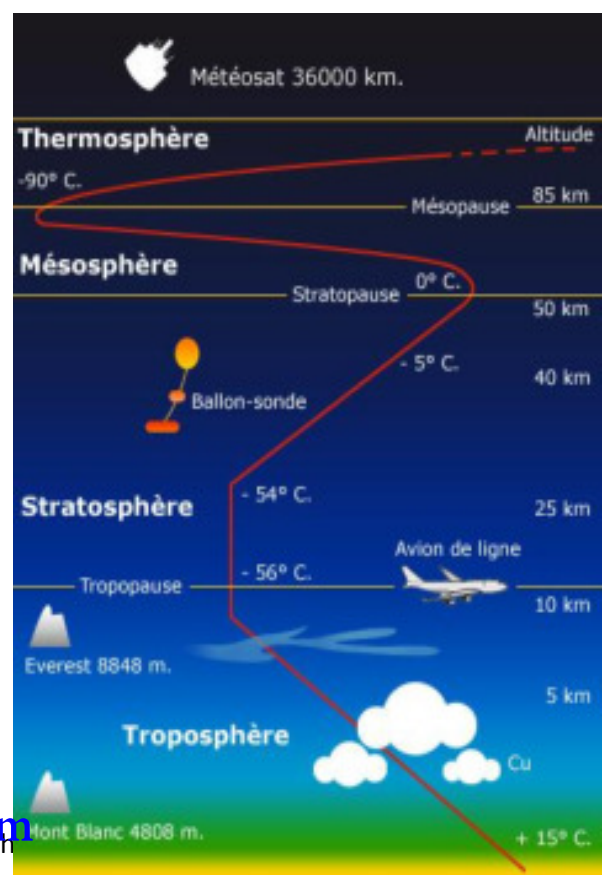 Météosat 36000 km.
Thermosphère
Altitude
-90° C.
Mésopause
85 km
Mésosphère
0° C.
Stratopause
50 km
- 5° C.
40 km
Ballon-sonde
- 54° C.
Stratosphère
25 km
Avion de ligne
- 56° C.
Tropopause
10 km
Everest 8848 m.
5 km
Troposphère
Cu
Mont Blanc 4808 m.
+ 15° C.